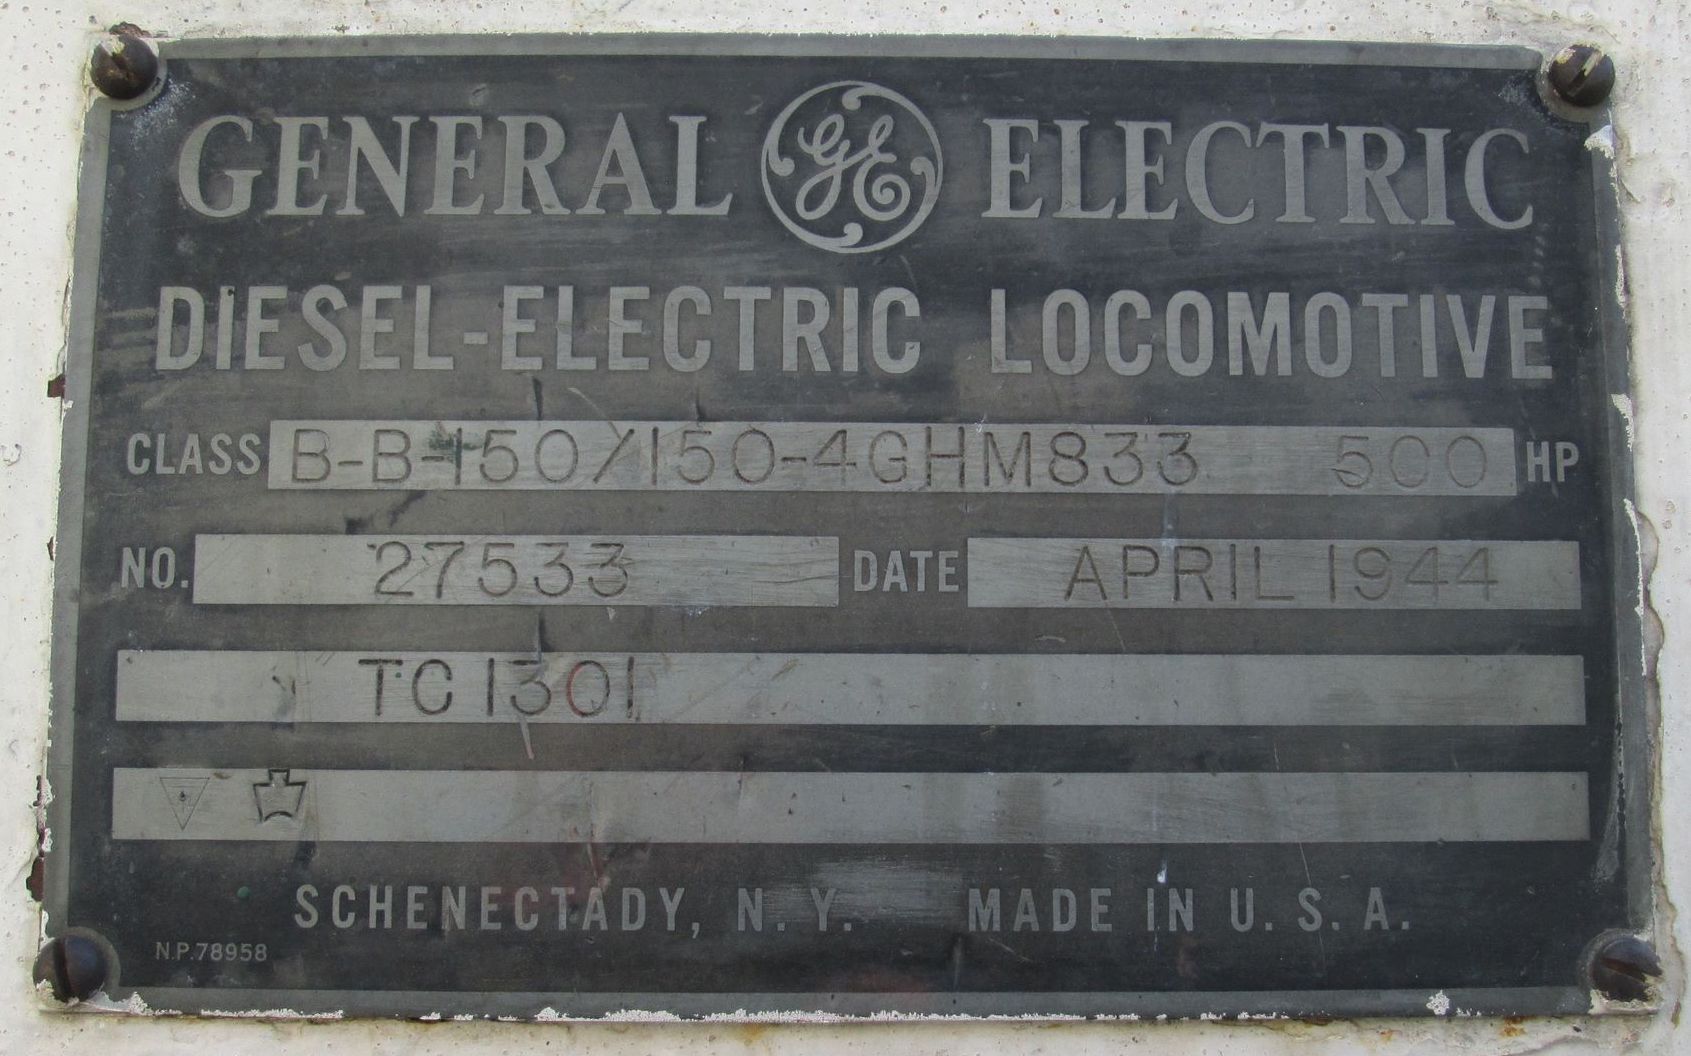 GENERAL GE ELECTRIC
DIESEL-ELECTRIC LOCOMOTIVE
CLASS B-B-150/150-4GHM833 500 HP
NO. 27533 DATE APRIL 1944
TC 1301
SCHENECTADY, N. Y. MADE IN U. S. A.
N.P.78958